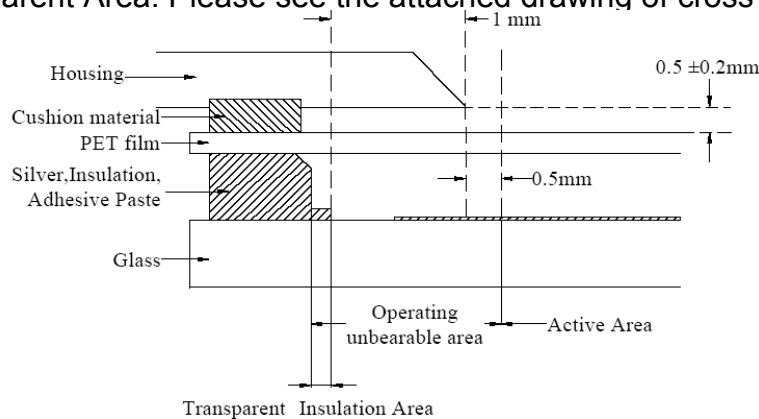 parent Area. Please see the attached drawing of cross
1 mm
Housing
0.5 ±0.2mm
Cushion material
PET film
Silver,Insulation,
Adhesive Paste
0.5mm
Glass
Operating
unbearable area
Active Area
Transparent Insulation Area